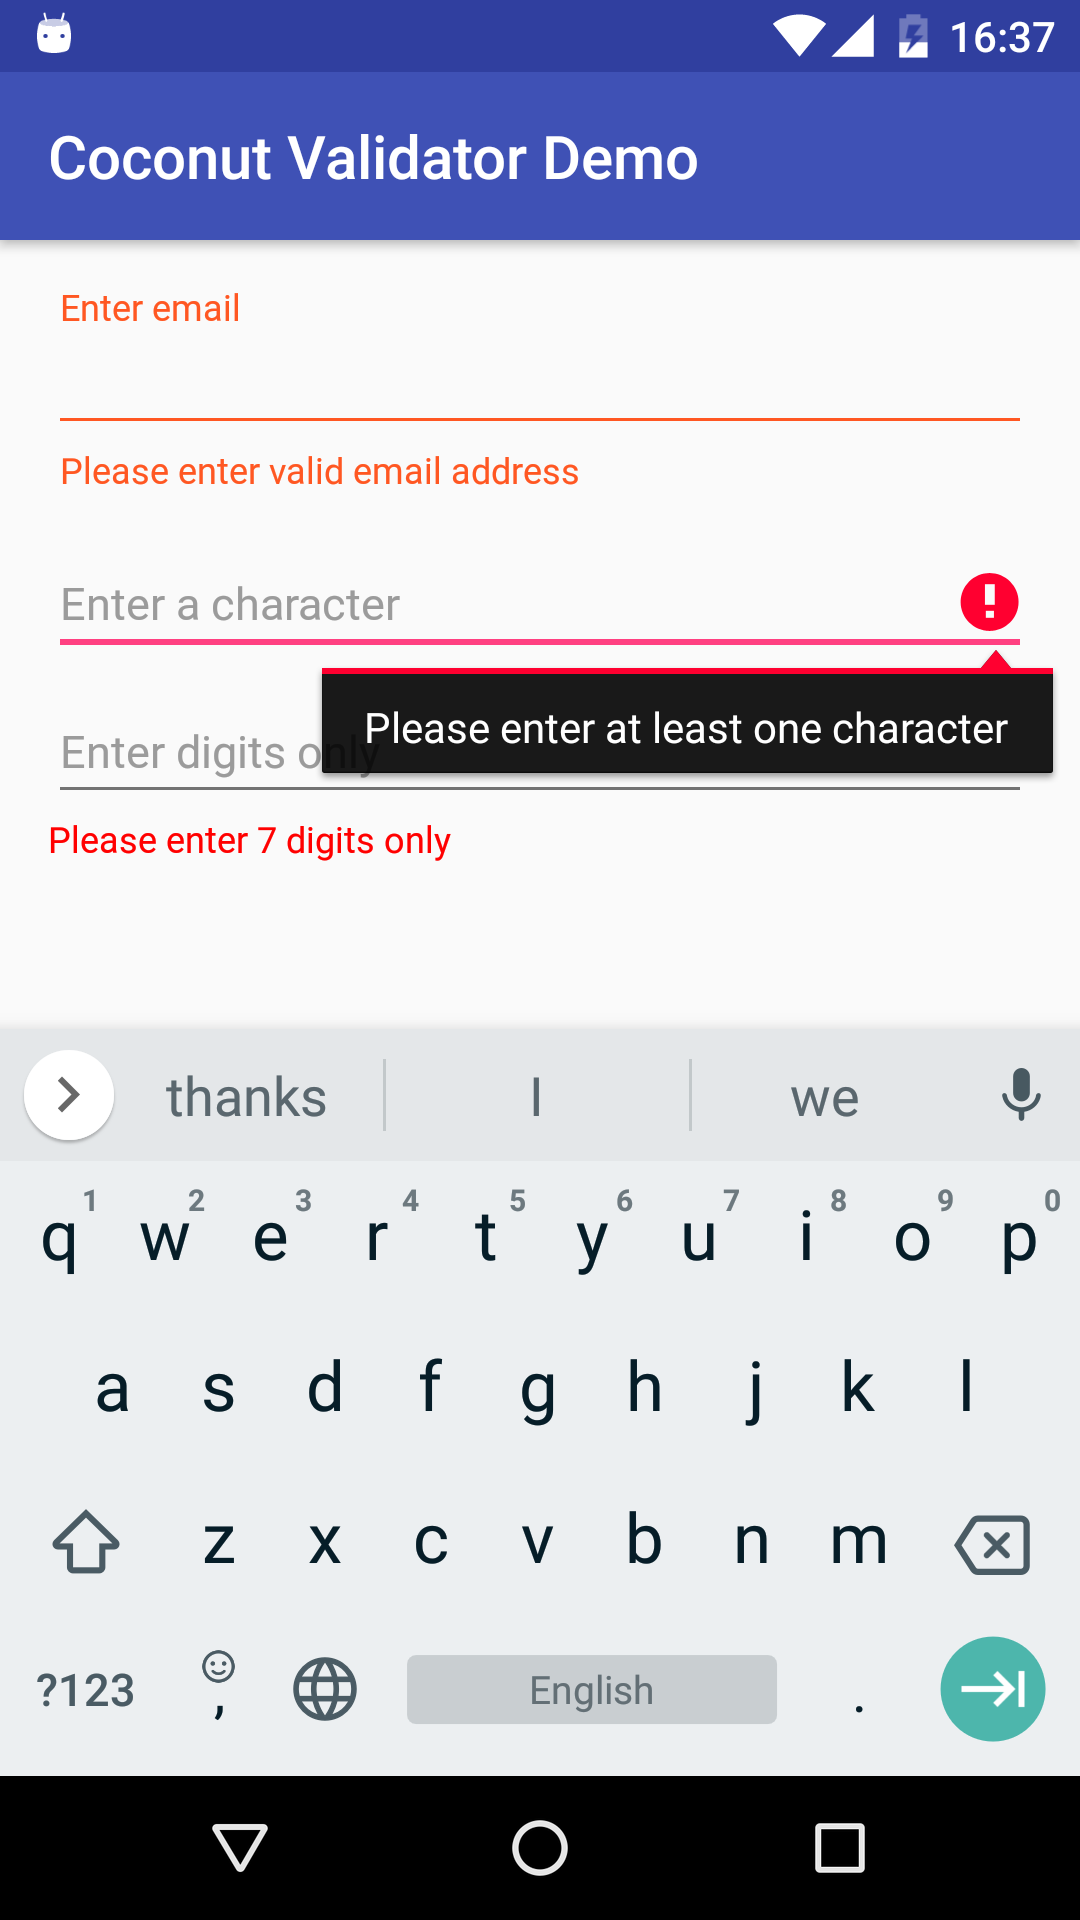 16:37
Coconut Validator Demo
Enter email
Please enter valid email address
Enter a character
Please enter at least one character
Enter digits only
Please enter 7 digits only
thanks I we
1 2 3 4 5 6 7 8 9 0
q w e r t y u i o p
a s d f g h j k l
z x c v b n m
?123 , English .